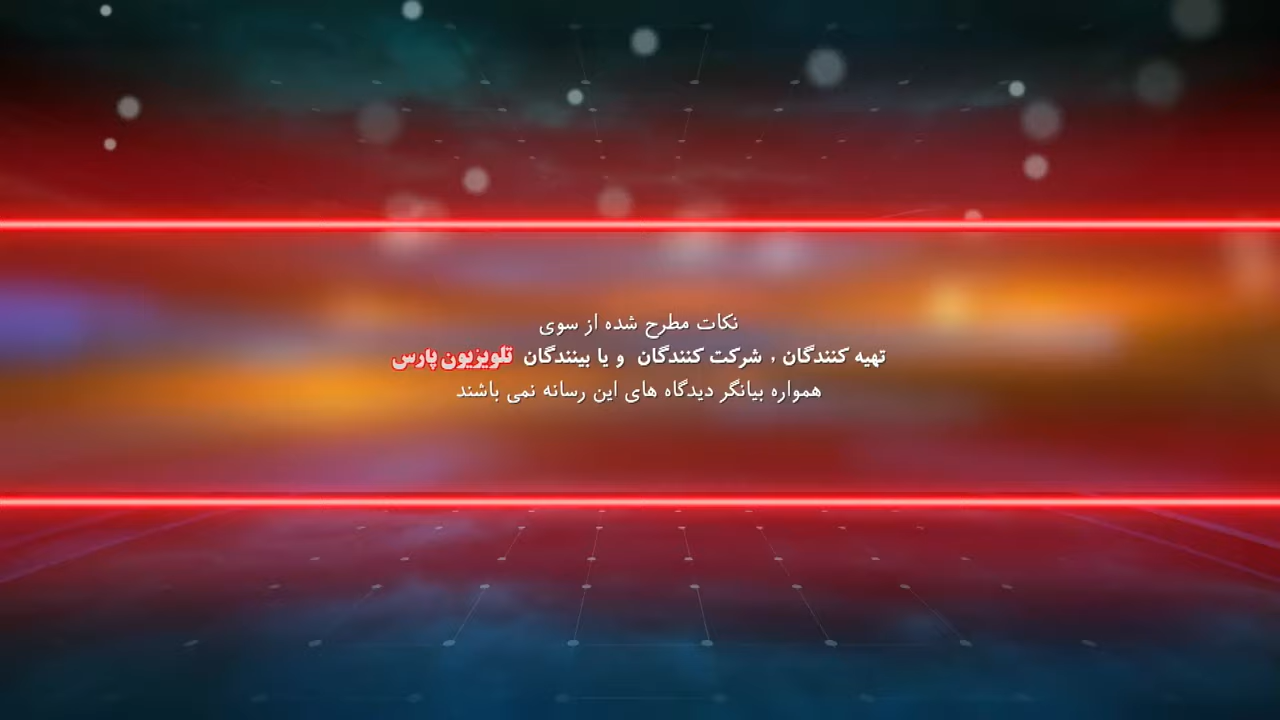 نکات مطرح شده از سوی
تهیه کنندگان ، شرکت کنندگان و یا بینندگان تلویزیون پارس
همواره بیانگر دیدگاه های این رسانه نمی باشند